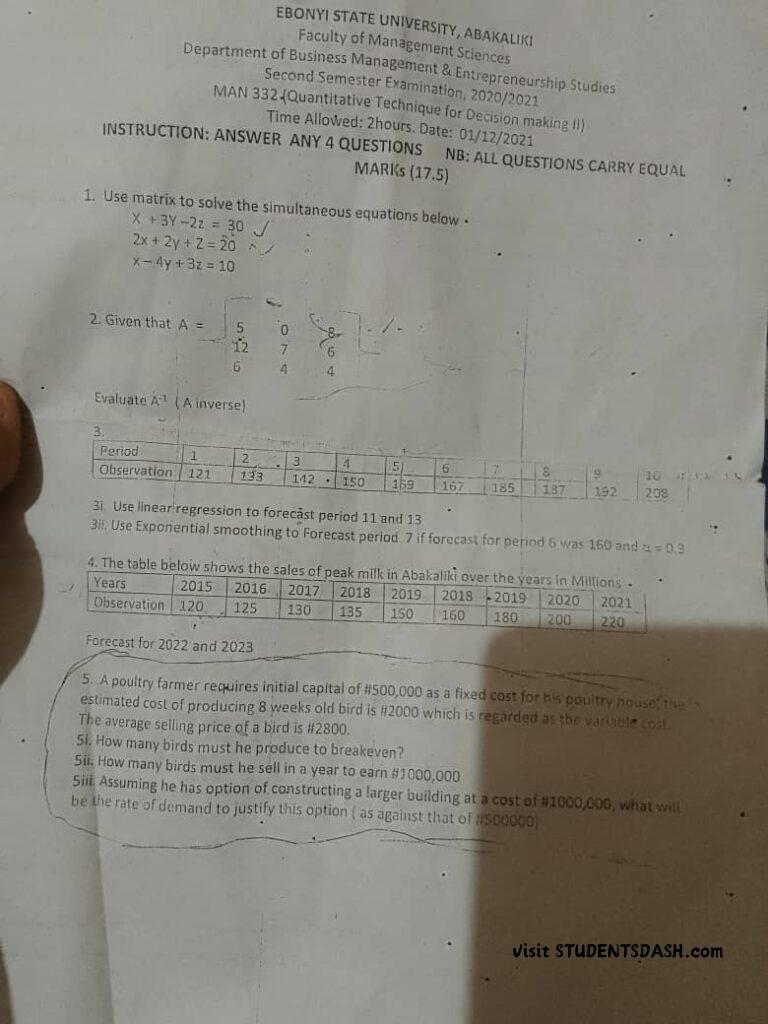 EBONYI STATE UNIVERSITY, ABAKALIKI
Faculty of Management Sciences
Department of Business Management & Entrepreneurship Studies
Second Semester Examination, 2020/2021
MAN 332 (Quantitative Technique for Decision making II)
Time Allowed: 2hours. Date: 01/12/2021
INSTRUCTION: ANSWER ANY 4 QUESTIONS NB: ALL QUESTIONS CARRY EQUAL
MARKs (17.5)
1. Use matrix to solve the simultaneous equations below
X + 3Y – 2z = 30
2x + 2y + Z = 20
x – 4y + 3z = 10
2. Given that A = 5 0 8
12 7 6
6 4 4
Evaluate A⁻¹ ( A inverse)
3.
Period 1 2 3 4 5 6 7 8 9 10
Observation 121 133 142 150 159 167 185 187 192 208
3i. Use linear regression to forecast period 11 and 13
3ii. Use Exponential smoothing to Forecast period 7 if forecast for period 6 was 160 and α = 0.3
4. The table below shows the sales of peak milk in Abakaliki over the years in Millions
Years 2015 2016 2017 2018 2019 2018 2019 2020 2021
Observation 120 125 130 135 150 160 180 200 220
Forecast for 2022 and 2023
5. A poultry farmer requires initial capital of #500,000 as a fixed cost for his poultry house, the
estimated cost of producing 8 weeks old bird is #2000 which is regarded as the variable cost.
The average selling price of a bird is #2800.
5i. How many birds must he produce to breakeven?
5ii. How many birds must he sell in a year to earn #1000,000
5iii. Assuming he has option of constructing a larger building at a cost of #1000,000, what will
be the rate of demand to justify this option ( as against that of #500000)
visit STUDENTSDASH.com